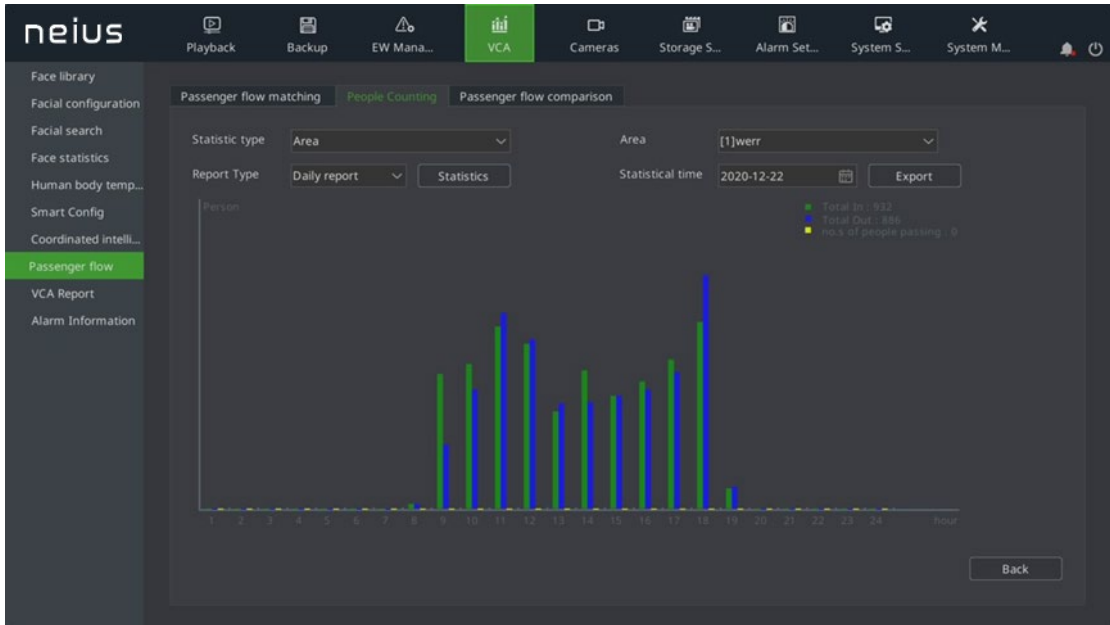 neius
Playback Backup EW Mana... VCA Cameras Storage S... Alarm Set... System S... System M...
Face library
Facial configuration
Facial search
Face statistics
Human body temp...
Smart Config
Coordinated intelli...
Passenger flow
VCA Report
Alarm Information
Passenger flow matching People Counting Passenger flow comparison
Statistic type Area Area [1]werr
Report Type Daily report Statistics Statistical time 2020-12-22 Export
Person
Total In : 932
Total Out : 886
no.s of people passing : 0
1 2 3 4 5 6 7 8 9 10 11 12 13 14 15 16 17 18 19 20 21 22 23 24 hour
Back